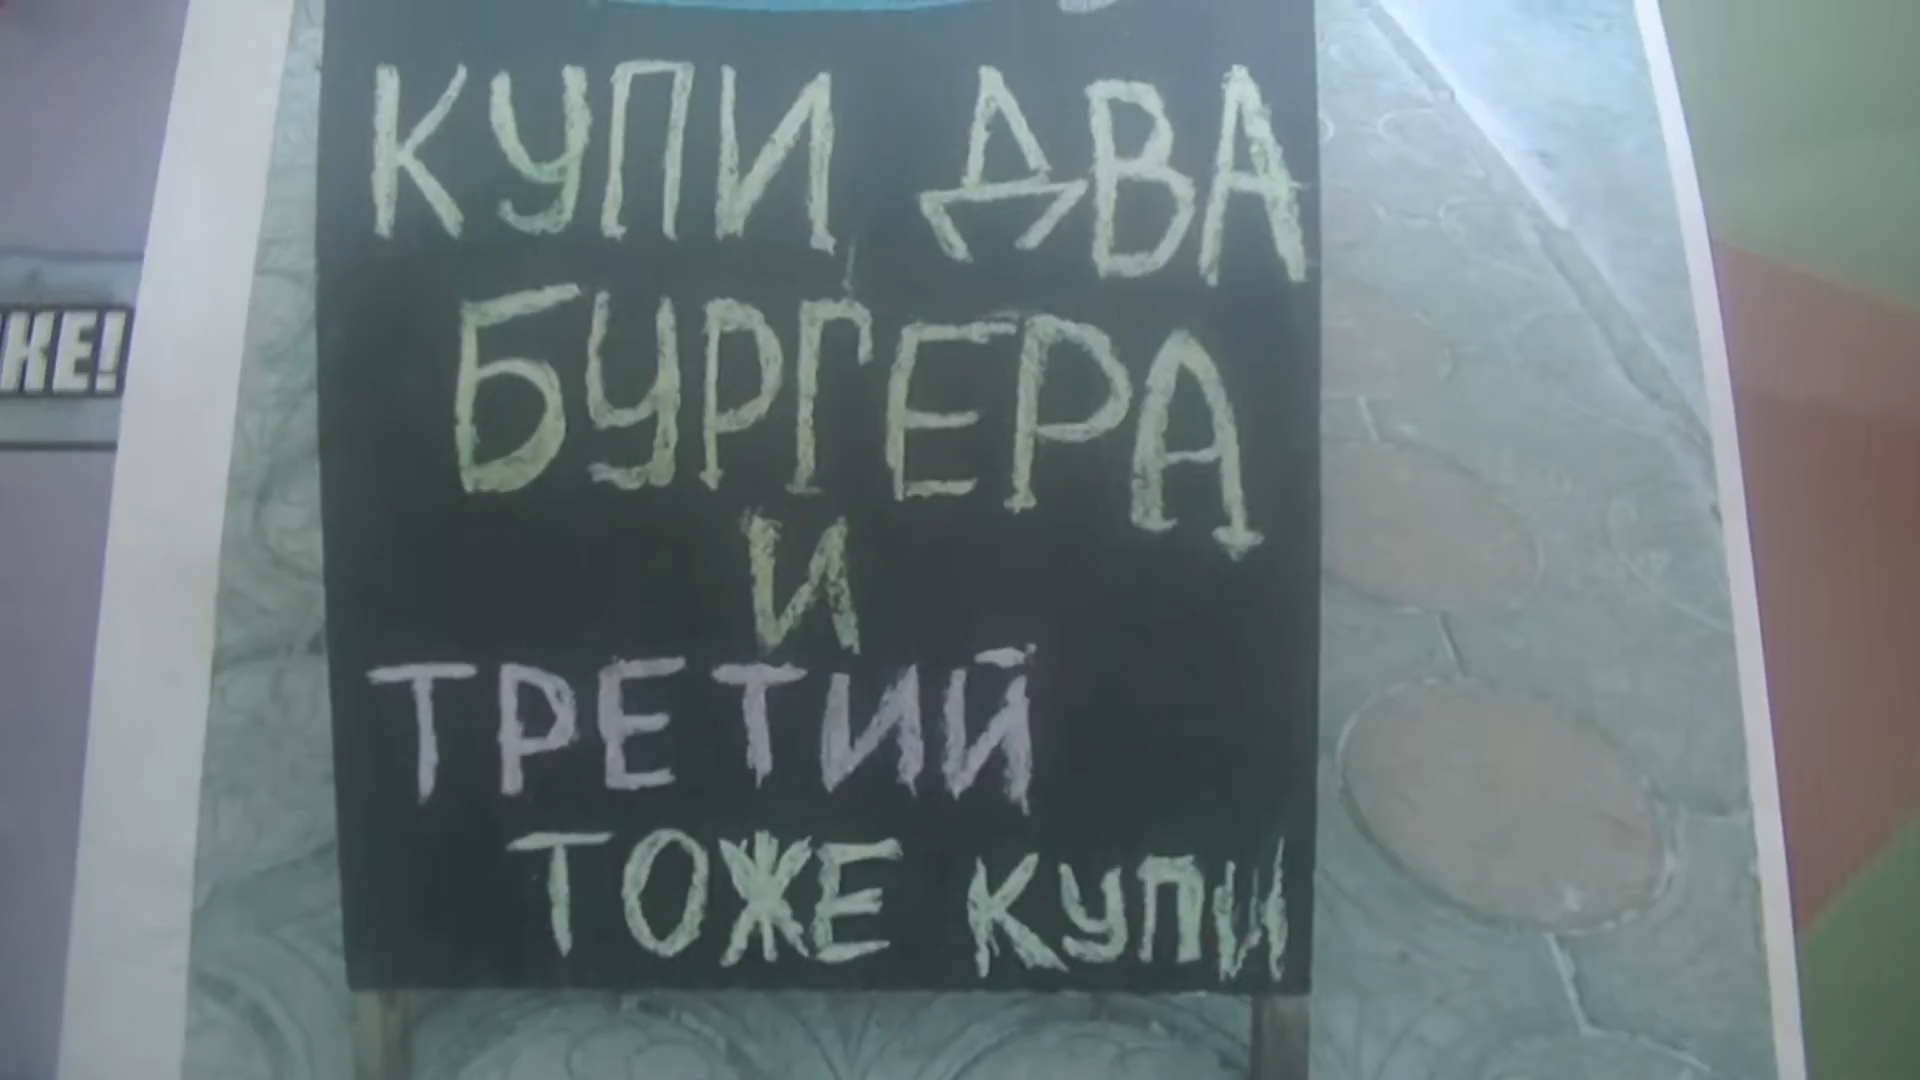 КУПИ ДВА
БУРГЕРА
И
ТРЕТИЙ
ТОЖЕ КУПИ